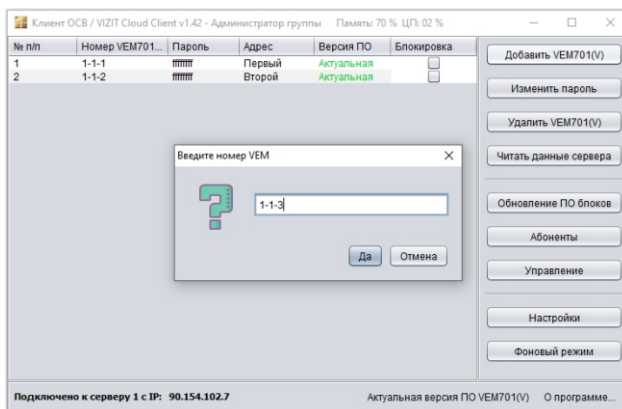 Клиент ОСВ / VIZIT Cloud Client v1.42 - Администратор группы Память: 70 % ЦП: 02 %
№ п/п Номер VEM701... Пароль Адрес Версия ПО Блокировка
1 1-1-1 ffffffff Первый Актуальная
2 1-1-2 ffffffff Второй Актуальная
Добавить VEM701(V)
Изменить пароль
Удалить VEM701(V)
Читать данные сервера
Обновление ПО блоков
Абоненты
Управление
Настройки
Фоновый режим
Введите номер VEM
1-1-3
Да Отмена
Подключено к серверу 1 с IP: 90.154.102.7 Актуальная версия ПО VEM701(V) О программе...